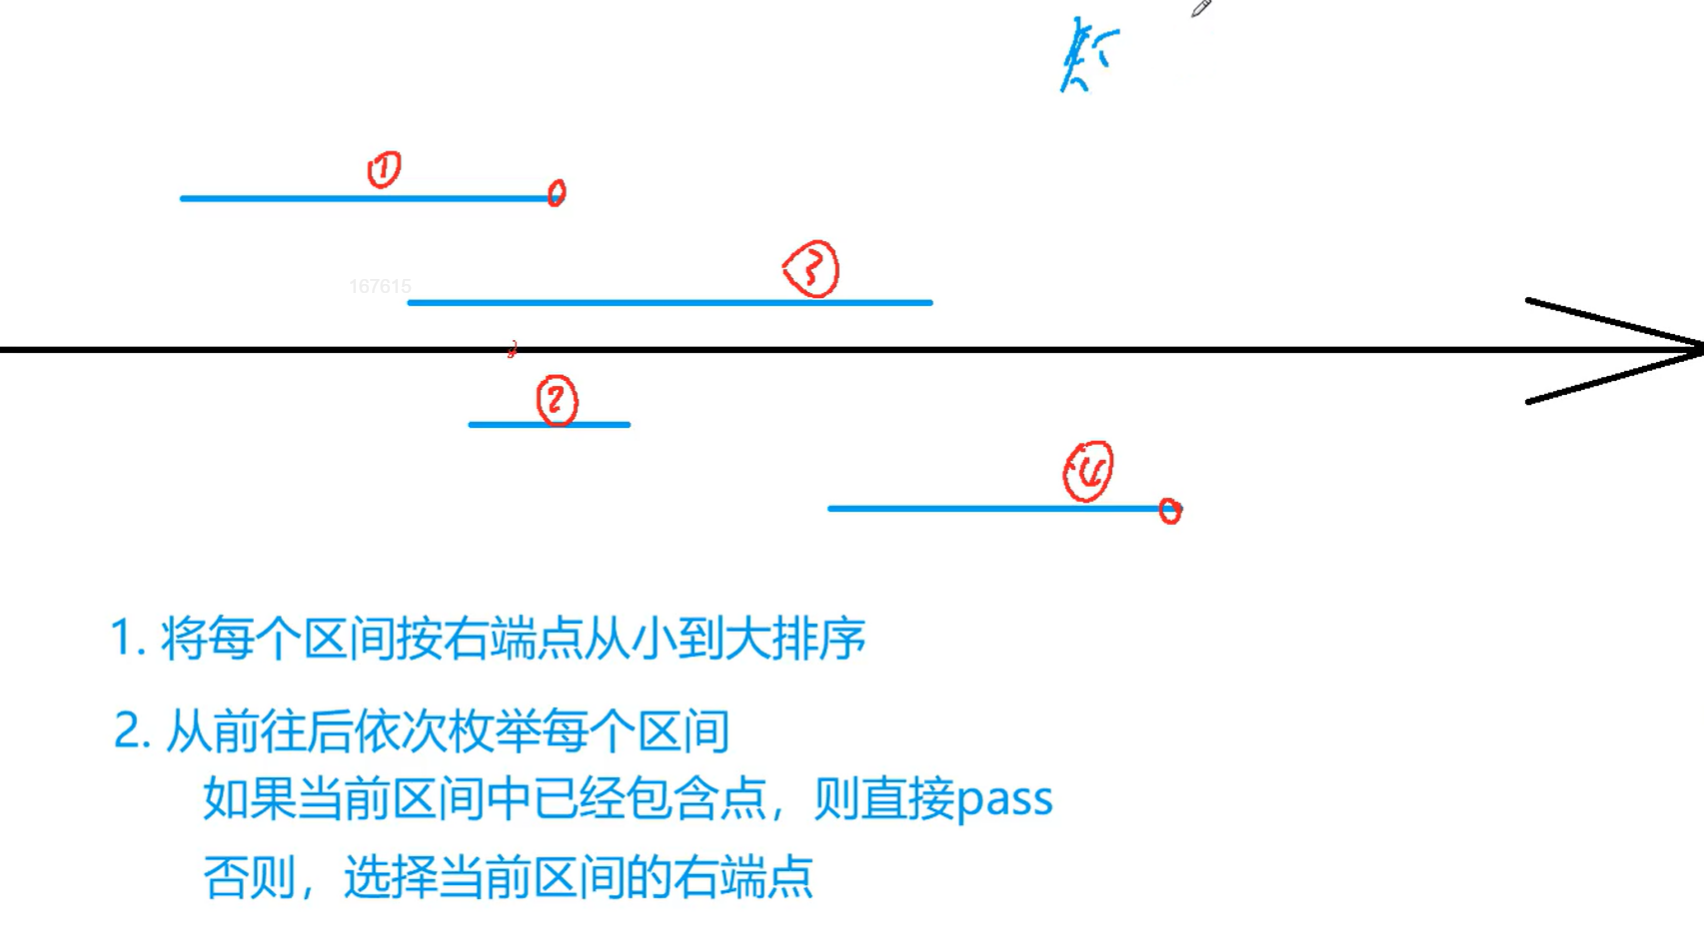 ①
167615
③
②
④
1. 将每个区间按右端点从小到大排序
2. 从前往后依次枚举每个区间
如果当前区间中已经包含点，则直接pass
否则，选择当前区间的右端点